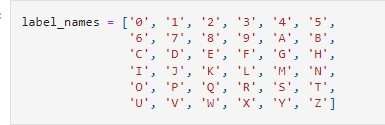 label_names = ['0', '1', '2', '3', '4', '5',
'6', '7', '8', '9', 'A', 'B',
'C', 'D', 'E', 'F', 'G', 'H',
'I', 'J', 'K', 'L', 'M', 'N',
'O', 'P', 'Q', 'R', 'S', 'T',
'U', 'V', 'W', 'X', 'Y', 'Z']